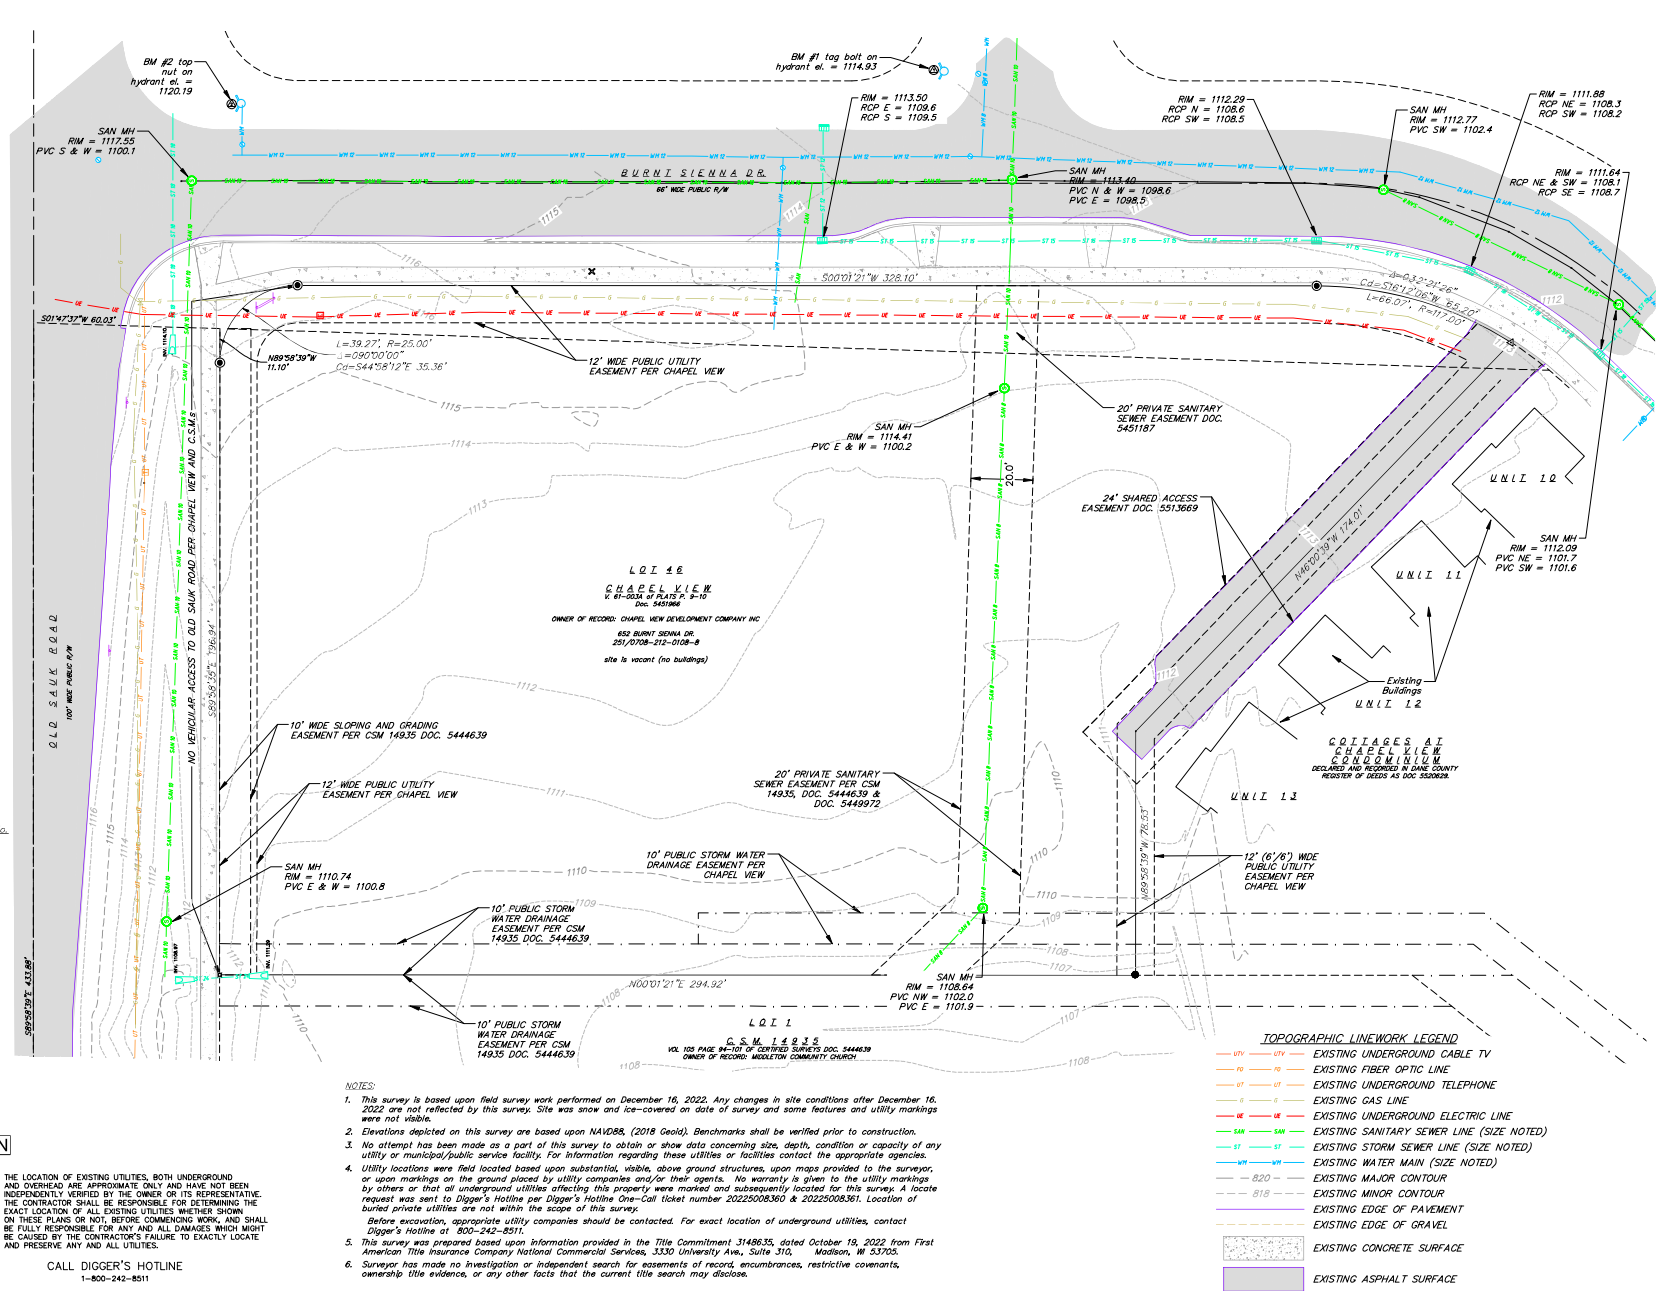 BM #2 top
nut on
hydrant el. =
1120.19
BM #1 tag bolt on
hydrant el. = 1114.93
SAN MH
RIM = 1117.55
PVC S & W = 1100.1
RIM = 1113.50
RCP E = 1109.6
RCP S = 1109.5
RIM = 1112.29
RCP N = 1108.6
RCP SW = 1108.5
SAN MH
RIM = 1112.77
PVC SW = 1102.4
RIM = 1111.88
RCP NE = 1108.3
RCP SW = 1108.2
RIM = 1111.64
RCP NE & SW = 1108.1
RCP SE = 1108.7
BURNT SIENNA DR.
66' WIDE PUBLIC R/W
SAN MH
RIM = 1113.40
PVC N & W = 1098.6
PVC E = 1098.5
S00°01'21"W 328.10'
Δ=032°21'26"
Cd=S16°12'06"W 65.20'
L=66.07', R=117.00'
S01°47'37"W 60.03'
N89°58'39"W
11.10'
L=39.27', R=25.00'
Δ=090°00'00"
Cd=S44°58'12"E 35.36'
12' WIDE PUBLIC UTILITY
EASEMENT PER CHAPEL VIEW
SAN MH
RIM = 1114.41
PVC E & W = 1100.2
20' PRIVATE SANITARY
SEWER EASEMENT DOC.
5451187
20.0'
24' SHARED ACCESS
EASEMENT DOC. 5513669
N46°00'39"W 174.01'
UNIT 10
UNIT 11
UNIT 12
UNIT 13
SAN MH
RIM = 1112.09
PVC NE = 1101.7
PVC SW = 1101.6
Existing
Buildings
COTTAGES AT
CHAPEL VIEW
CONDOMINIUM
DECLARED AND RECORDED IN DANE COUNTY
REGISTER OF DEEDS AS DOC 5520629.
LOT 46
CHAPEL VIEW
V. 61-003A of PLATS P. 9-10
Doc. 5451966
OWNER OF RECORD: CHAPEL VIEW DEVELOPMENT COMPANY INC
652 BURNT SIENNA DR.
251/0708-212-0108-8
site is vacant (no buildings)
OLD SAUK ROAD
100' WIDE PUBLIC R/W
NO VEHICULAR ACCESS TO OLD SAUK ROAD PER CHAPEL VIEW AND C.S.M.s
S89°58'35"E 196.94'
S89°58'39"E 433.88'
10' WIDE SLOPING AND GRADING
EASEMENT PER CSM 14935 DOC. 5444639
12' WIDE PUBLIC UTILITY
EASEMENT PER CHAPEL VIEW
SAN MH
RIM = 1110.74
PVC E & W = 1100.8
20' PRIVATE SANITARY
SEWER EASEMENT PER CSM
14935, DOC. 5444639 &
DOC. 5449972
10' PUBLIC STORM WATER
DRAINAGE EASEMENT PER
CHAPEL VIEW
10' PUBLIC STORM
WATER DRAINAGE
EASEMENT PER CSM
14935 DOC. 5444639
12' (6'/6') WIDE
PUBLIC UTILITY
EASEMENT PER
CHAPEL VIEW
N89°58'39"W 78.53'
N00°01'21"E 294.92'
SAN MH
RIM = 1108.64
PVC NW = 1102.0
PVC E = 1101.9
10' PUBLIC STORM
WATER DRAINAGE
EASEMENT PER CSM
14935 DOC. 5444639
LOT 1
C.S.M. 14935
VOL 105 PAGE 94-101 OF CERTIFIED SURVEYS DOC. 5444639
OWNER OF RECORD: MIDDLETON COMMUNITY CHURCH
NOTES:
1. This survey is based upon field survey work performed on December 16, 2022. Any changes in site conditions after December 16.
2022 are not reflected by this survey. Site was snow and ice-covered on date of survey and some features and utility markings
were not visible.
2. Elevations depicted on this survey are based upon NAVD88, (2018 Geoid). Benchmarks shall be verified prior to construction.
3. No attempt has been made as a part of this survey to obtain or show data concerning size, depth, condition or capacity of any
utility or municipal/public service facility. For information regarding these utilities or facilities contact the appropriate agencies.
4. Utility locations were field located based upon substantial, visible, above ground structures, upon maps provided to the surveyor,
or upon markings on the ground placed by utility companies and/or their agents. No warranty is given to the utility markings
by others or that all underground utilities affecting this property were marked and subsequently located for this survey. A locate
request was sent to Digger's Hotline per Digger's Hotline One-Call ticket number 20225008360 & 20225008361. Location of
buried private utilities are not within the scope of this survey.
Before excavation, appropriate utility companies should be contacted. For exact location of underground utilities, contact
Digger's Hotline at 800-242-8511.
5. This survey was prepared based upon information provided in the Title Commitment 3148635, dated October 19, 2022 from First
American Title Insurance Company National Commercial Services, 3330 University Ave., Suite 310, Madison, WI 53705.
6. Surveyor has made no investigation or independent search for easements of record, encumbrances, restrictive covenants,
ownership title evidence, or any other facts that the current title search may disclose.
N
THE LOCATION OF EXISTING UTILITIES, BOTH UNDERGROUND
AND OVERHEAD ARE APPROXIMATE ONLY AND HAVE NOT BEEN
INDEPENDENTLY VERIFIED BY THE OWNER OR ITS REPRESENTATIVE.
THE CONTRACTOR SHALL BE RESPONSIBLE FOR DETERMINING THE
EXACT LOCATION OF ALL EXISTING UTILITIES WHETHER SHOWN
ON THESE PLANS OR NOT, BEFORE COMMENCING WORK, AND SHALL
BE FULLY RESPONSIBLE FOR ANY AND ALL DAMAGES WHICH MIGHT
BE CAUSED BY THE CONTRACTOR'S FAILURE TO EXACTLY LOCATE
AND PRESERVE ANY AND ALL UTILITIES.
CALL DIGGER'S HOTLINE
1-800-242-8511
TOPOGRAPHIC LINEWORK LEGEND
UTV UTV EXISTING UNDERGROUND CABLE TV
FO FO EXISTING FIBER OPTIC LINE
UT UT EXISTING UNDERGROUND TELEPHONE
G G EXISTING GAS LINE
UE UE EXISTING UNDERGROUND ELECTRIC LINE
SAN SAN EXISTING SANITARY SEWER LINE (SIZE NOTED)
ST ST EXISTING STORM SEWER LINE (SIZE NOTED)
WM WM EXISTING WATER MAIN (SIZE NOTED)
820 EXISTING MAJOR CONTOUR
818 EXISTING MINOR CONTOUR
EXISTING EDGE OF PAVEMENT
EXISTING EDGE OF GRAVEL
EXISTING CONCRETE SURFACE
EXISTING ASPHALT SURFACE